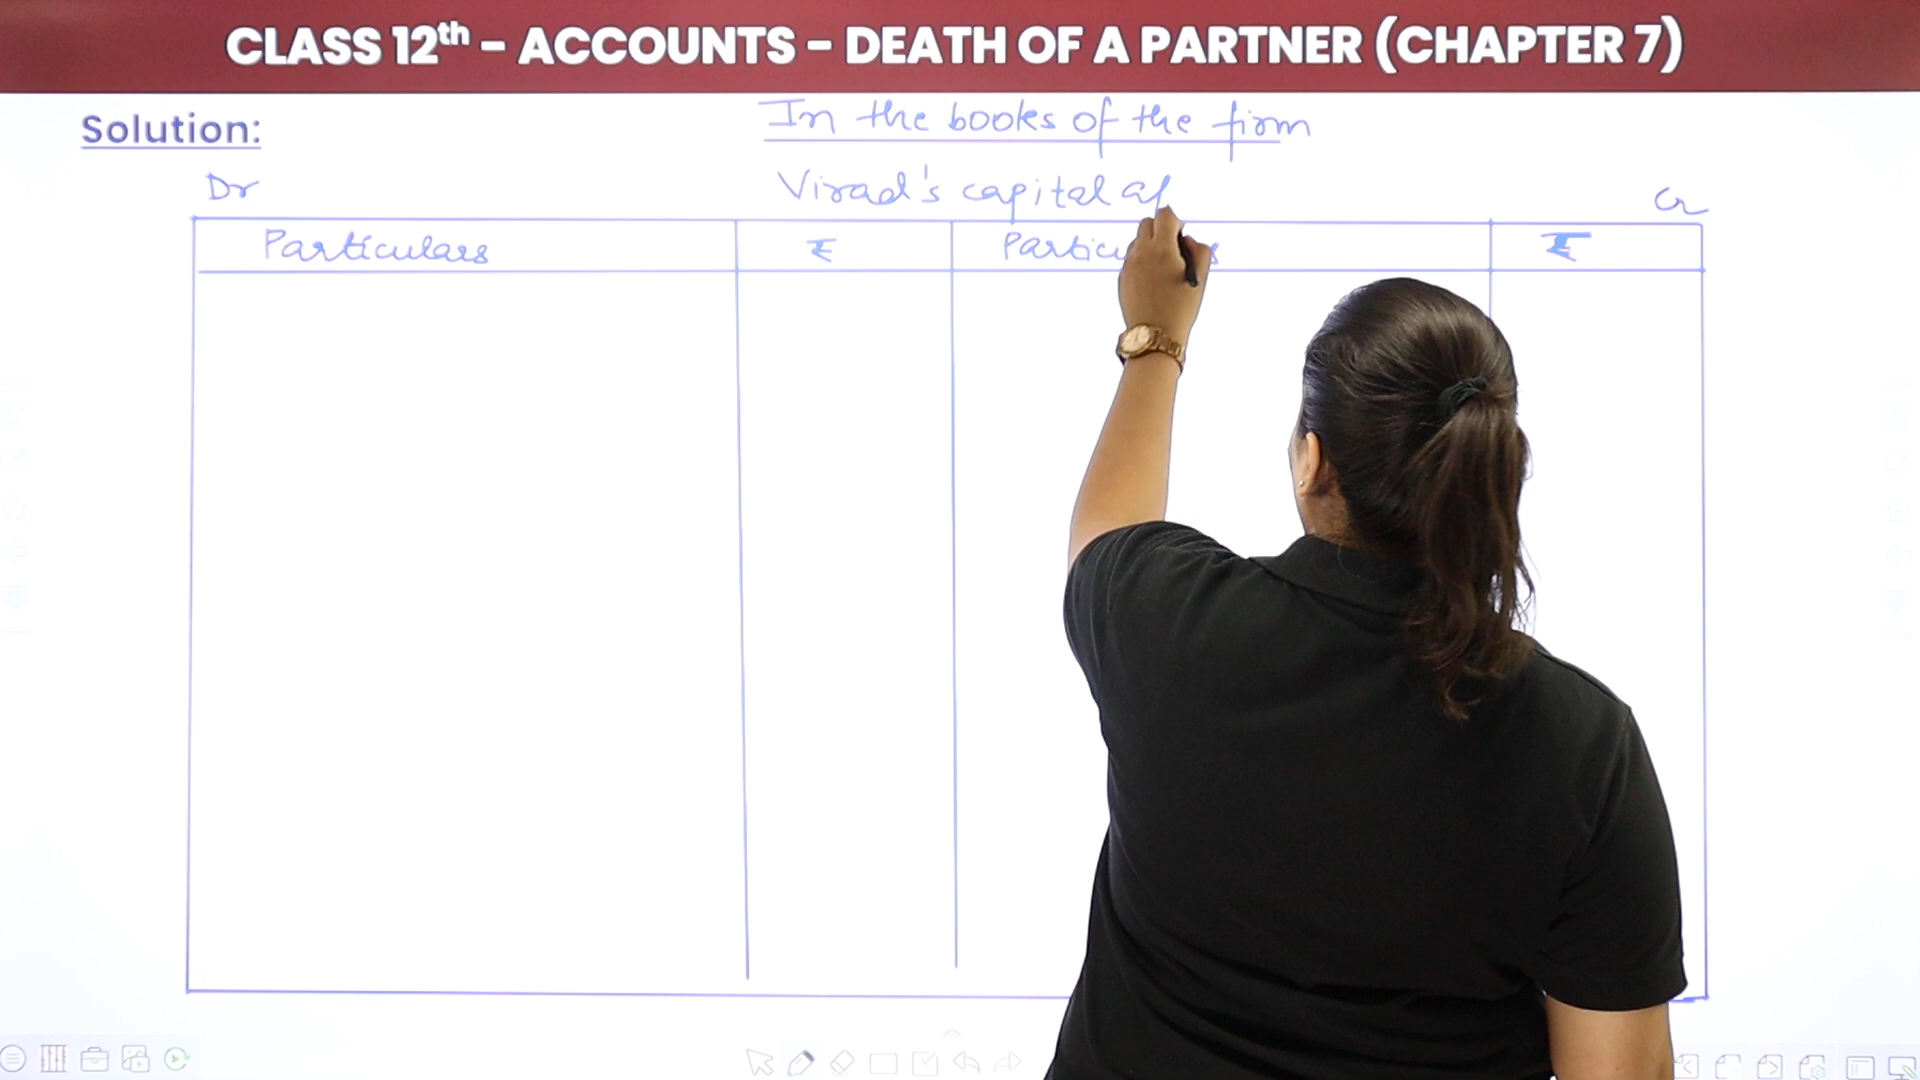 CLASS 12th - ACCOUNTS - DEATH OF A PARTNER (CHAPTER 7)
Solution:
In the books of the firm
Dr Virad's capital a/ Cr
Particulars ₹ Particulars ₹